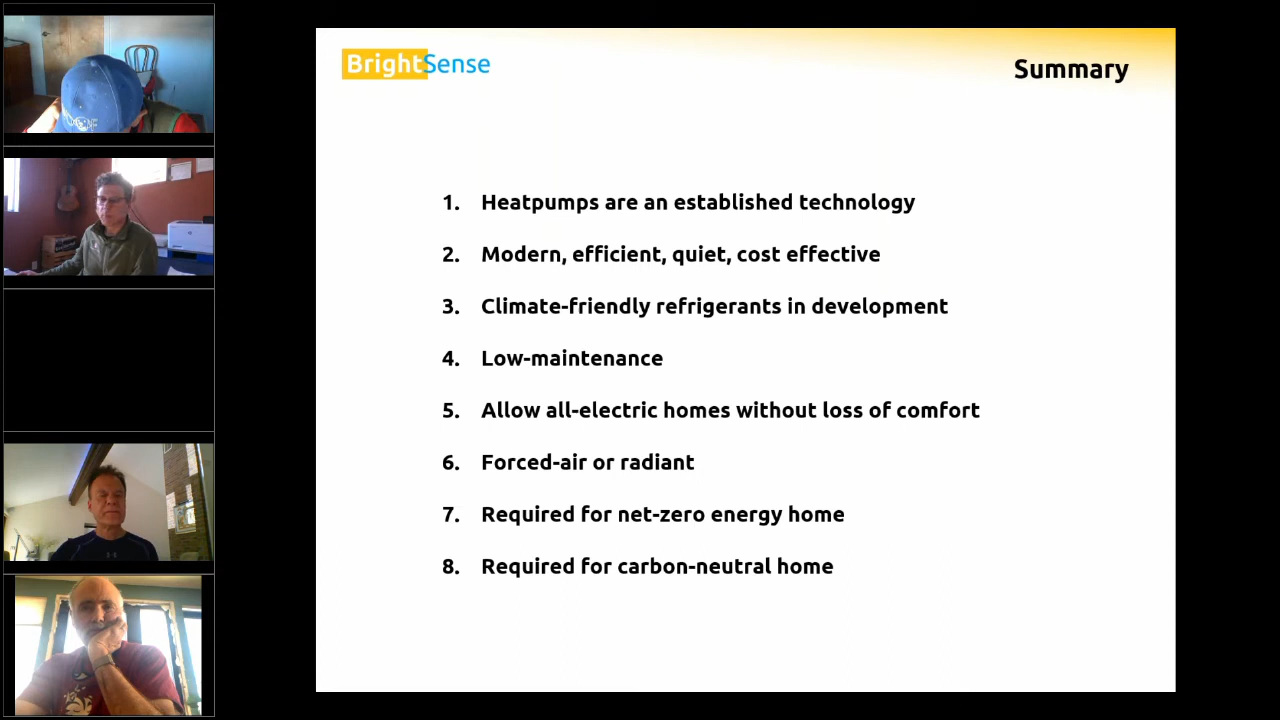 BrightSense
Summary
1. Heatpumps are an established technology
2. Modern, efficient, quiet, cost effective
3. Climate-friendly refrigerants in development
4. Low-maintenance
5. Allow all-electric homes without loss of comfort
6. Forced-air or radiant
7. Required for net-zero energy home
8. Required for carbon-neutral home